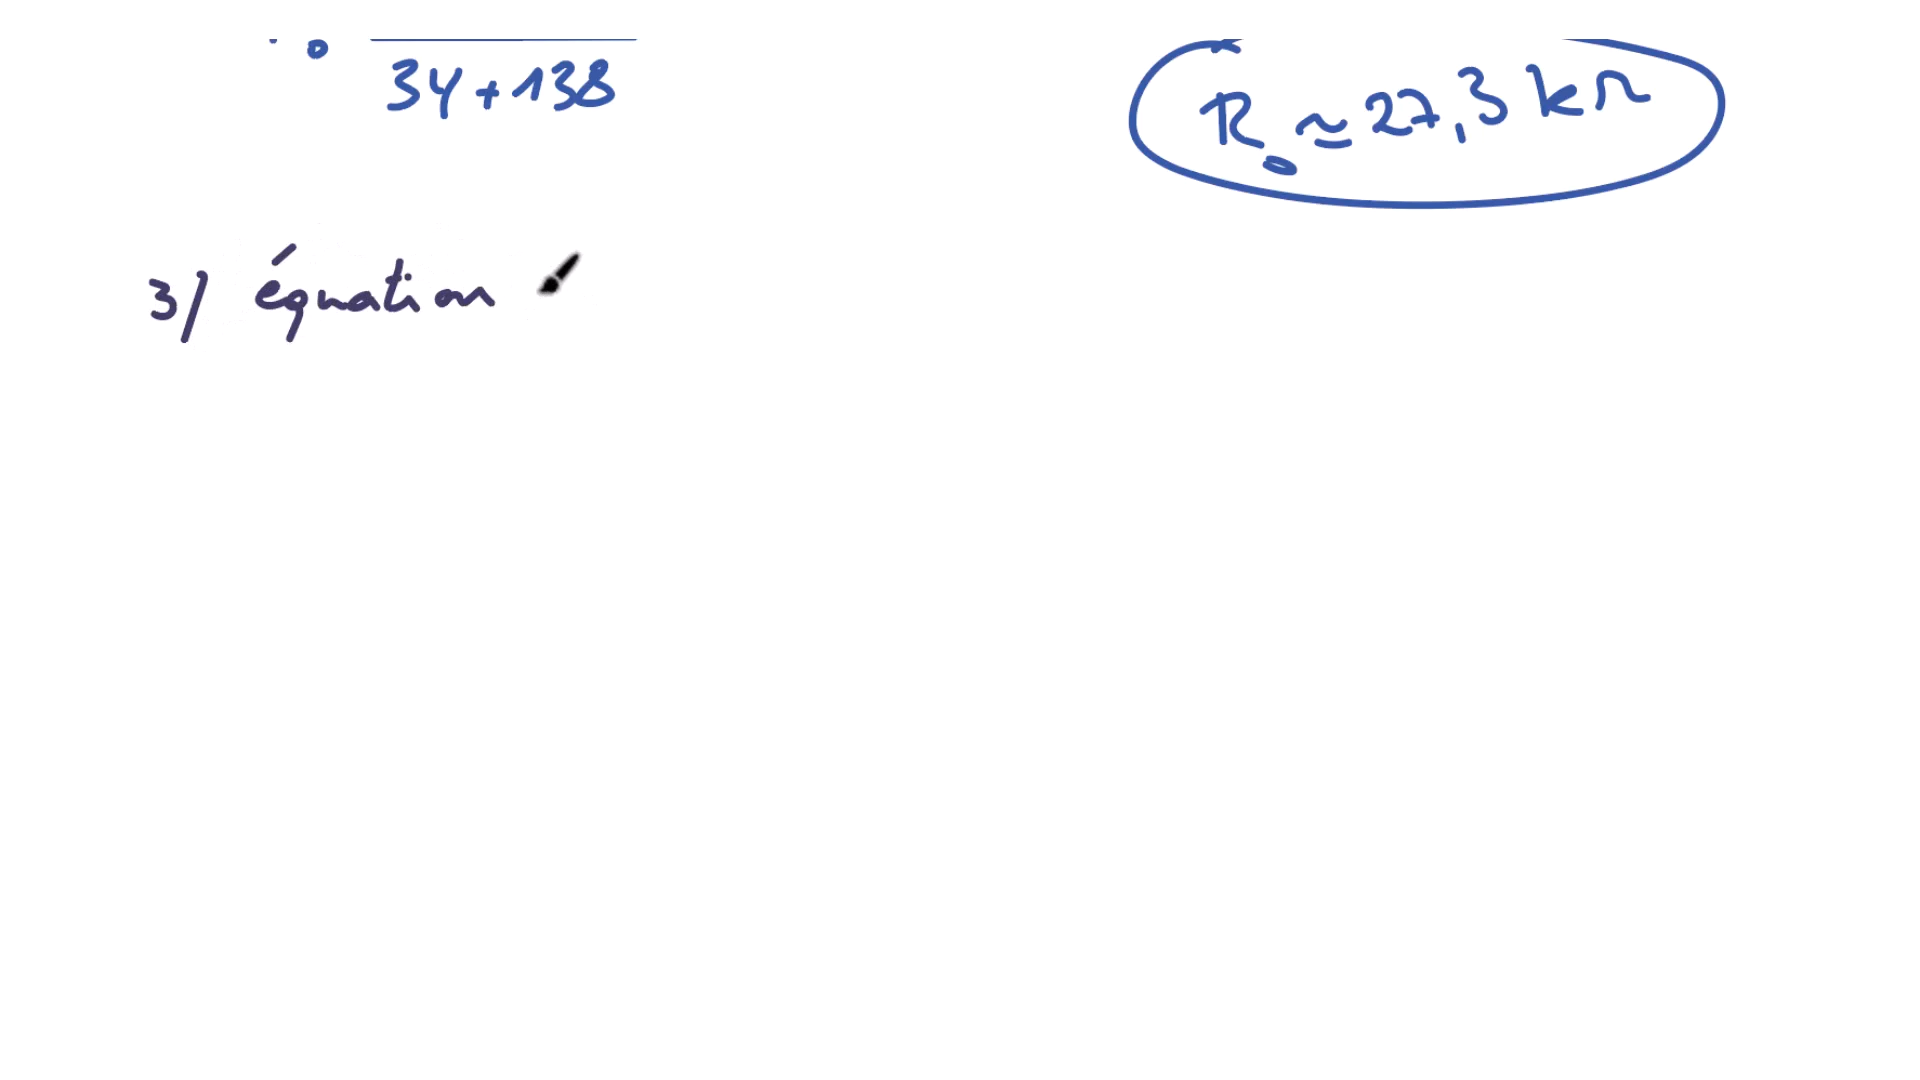 34+138
R₀ ≃ 27,3 kΩ
3) équation